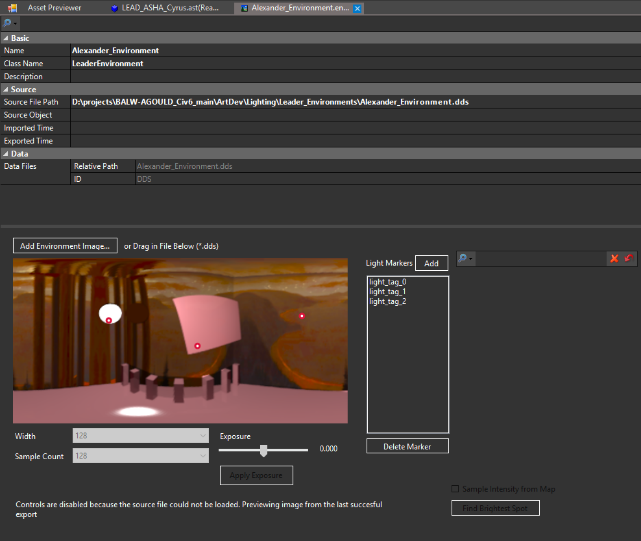 Asset Previewer LEAD_ASHA_Cyrus.ast(Rea... Alexander_Environment.en...
Basic
Name Alexander_Environment
Class Name LeaderEnvironment
Description
Source
Source File Path D:\projects\BALW-AGOULD_Civ6_main\ArtDev\Lighting\Leader_Environments\Alexander_Environment.dds
Source Object
Imported Time
Exported Time
Data
Data Files Relative Path Alexander_Environment.dds
ID DDS
Add Environment Image... or Drag in File Below (*.dds)
Light Markers Add
light_tag_0
light_tag_1
light_tag_2
Width 128 Exposure
Sample Count 128 0.000
Delete Marker
Apply Exposure
Sample Intensity from Map
Controls are disabled because the source file could not be loaded. Previewing image from the last succesful
export
Find Brightest Spot